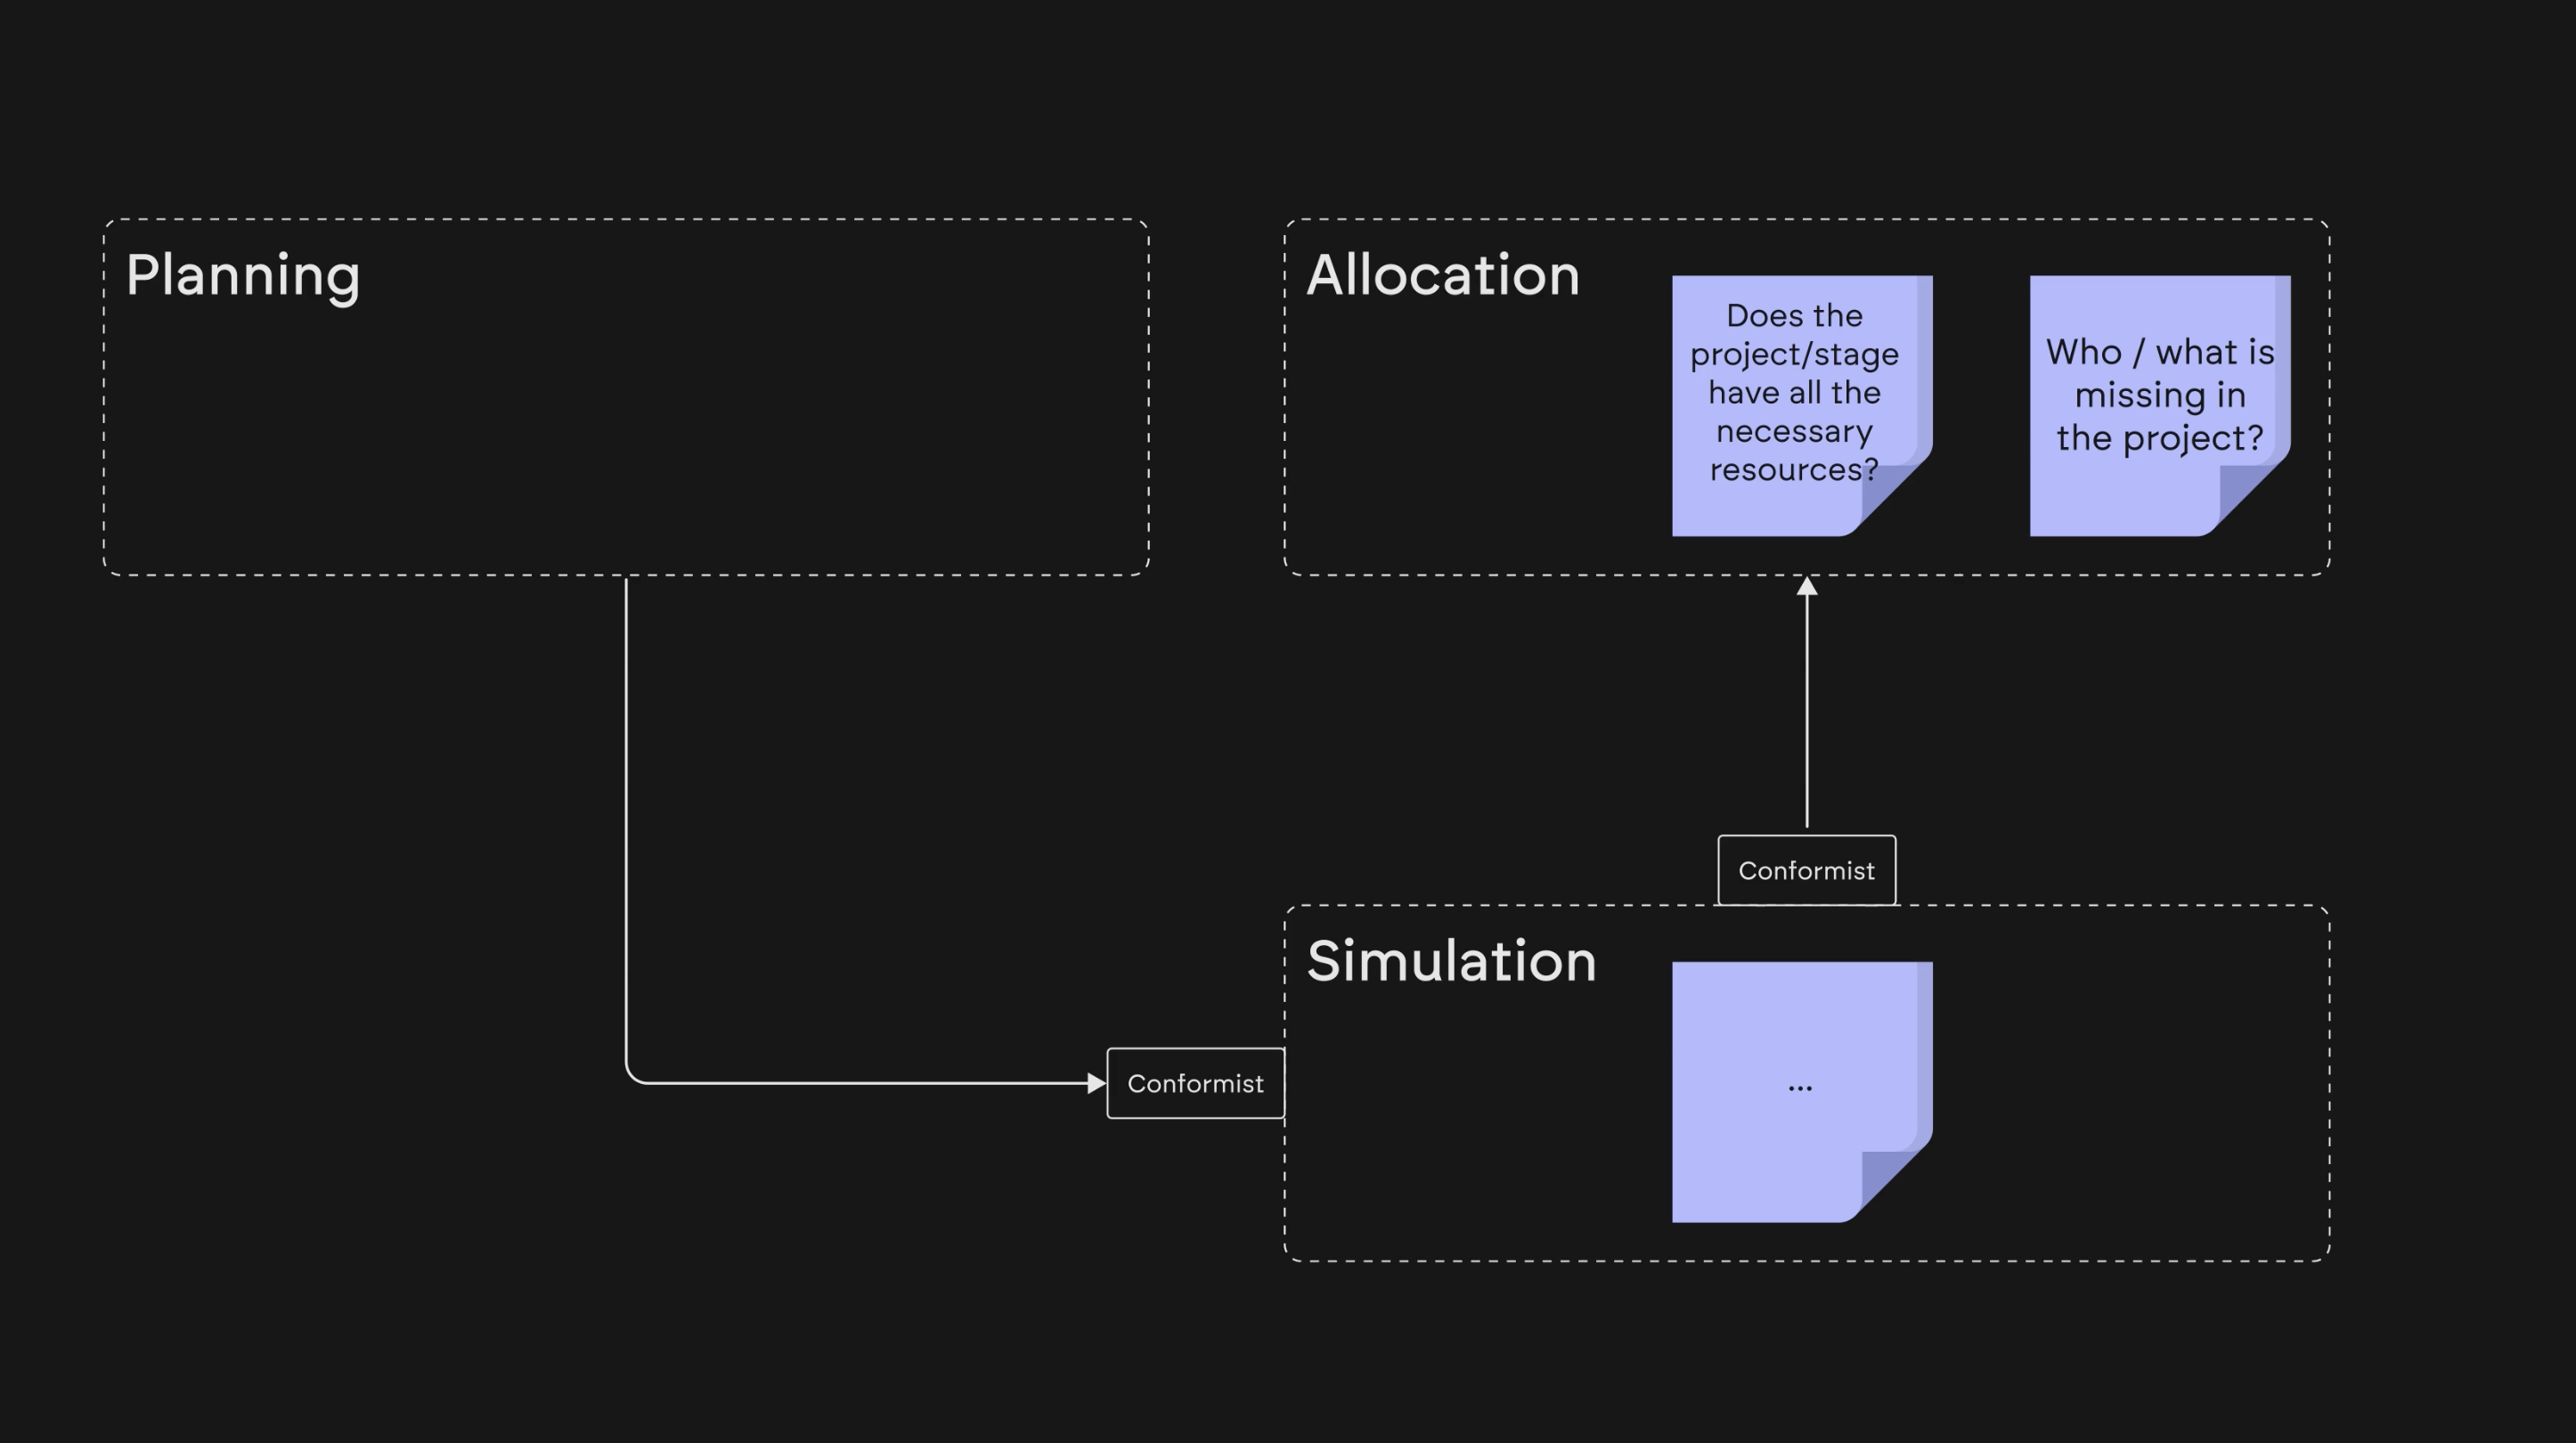 Planning
Allocation
Does the
project/stage
have all the
necessary
resources?
Who / what is
missing in
the project?
Conformist
Simulation
Conformist
...